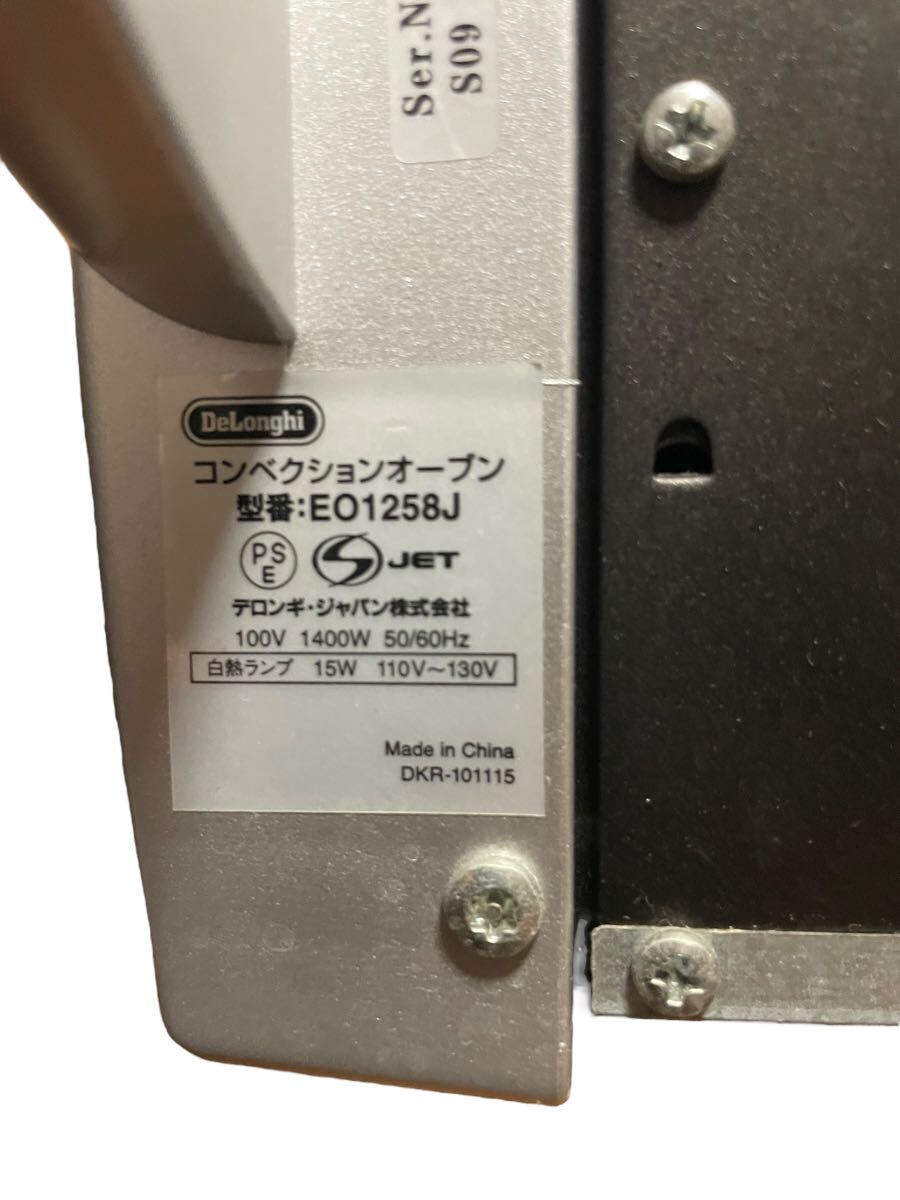 Ser.N
S09
DeLonghi
コンベクションオーブン
型番:EO1258J
PS
E
JET
デロンギ・ジャパン株式会社
100V 1400W 50/60Hz
白熱ランプ 15W 110V～130V
Made in China
DKR-101115